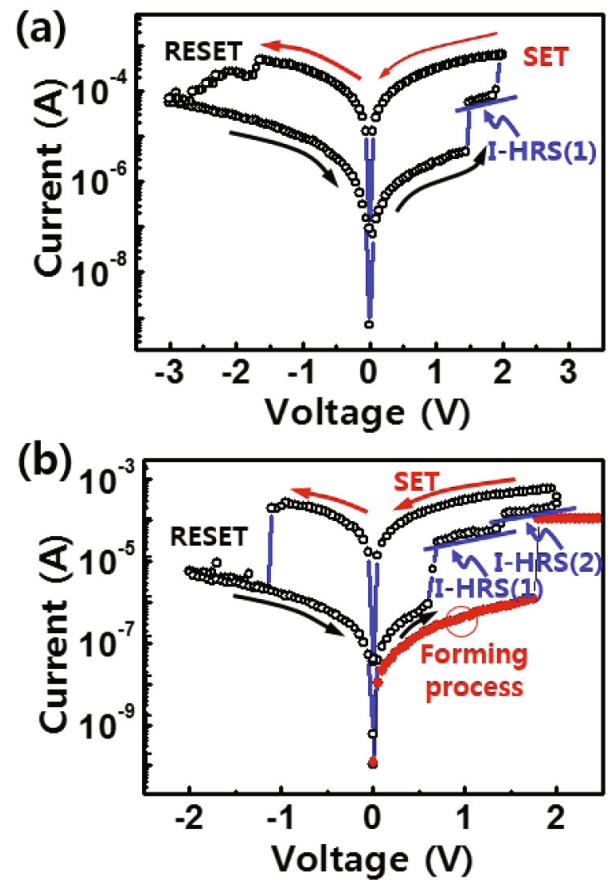 (a)
RESET
SET
I-HRS(1)
10⁻⁴
10⁻⁶
10⁻⁸
Current (A)
-3 -2 -1 0 1 2 3
Voltage (V)
(b)
10⁻³
10⁻⁵
10⁻⁷
10⁻⁹
SET
RESET
I-HRS(2)
I-HRS(1)
Forming
process
Current (A)
-2 -1 0 1 2
Voltage (V)